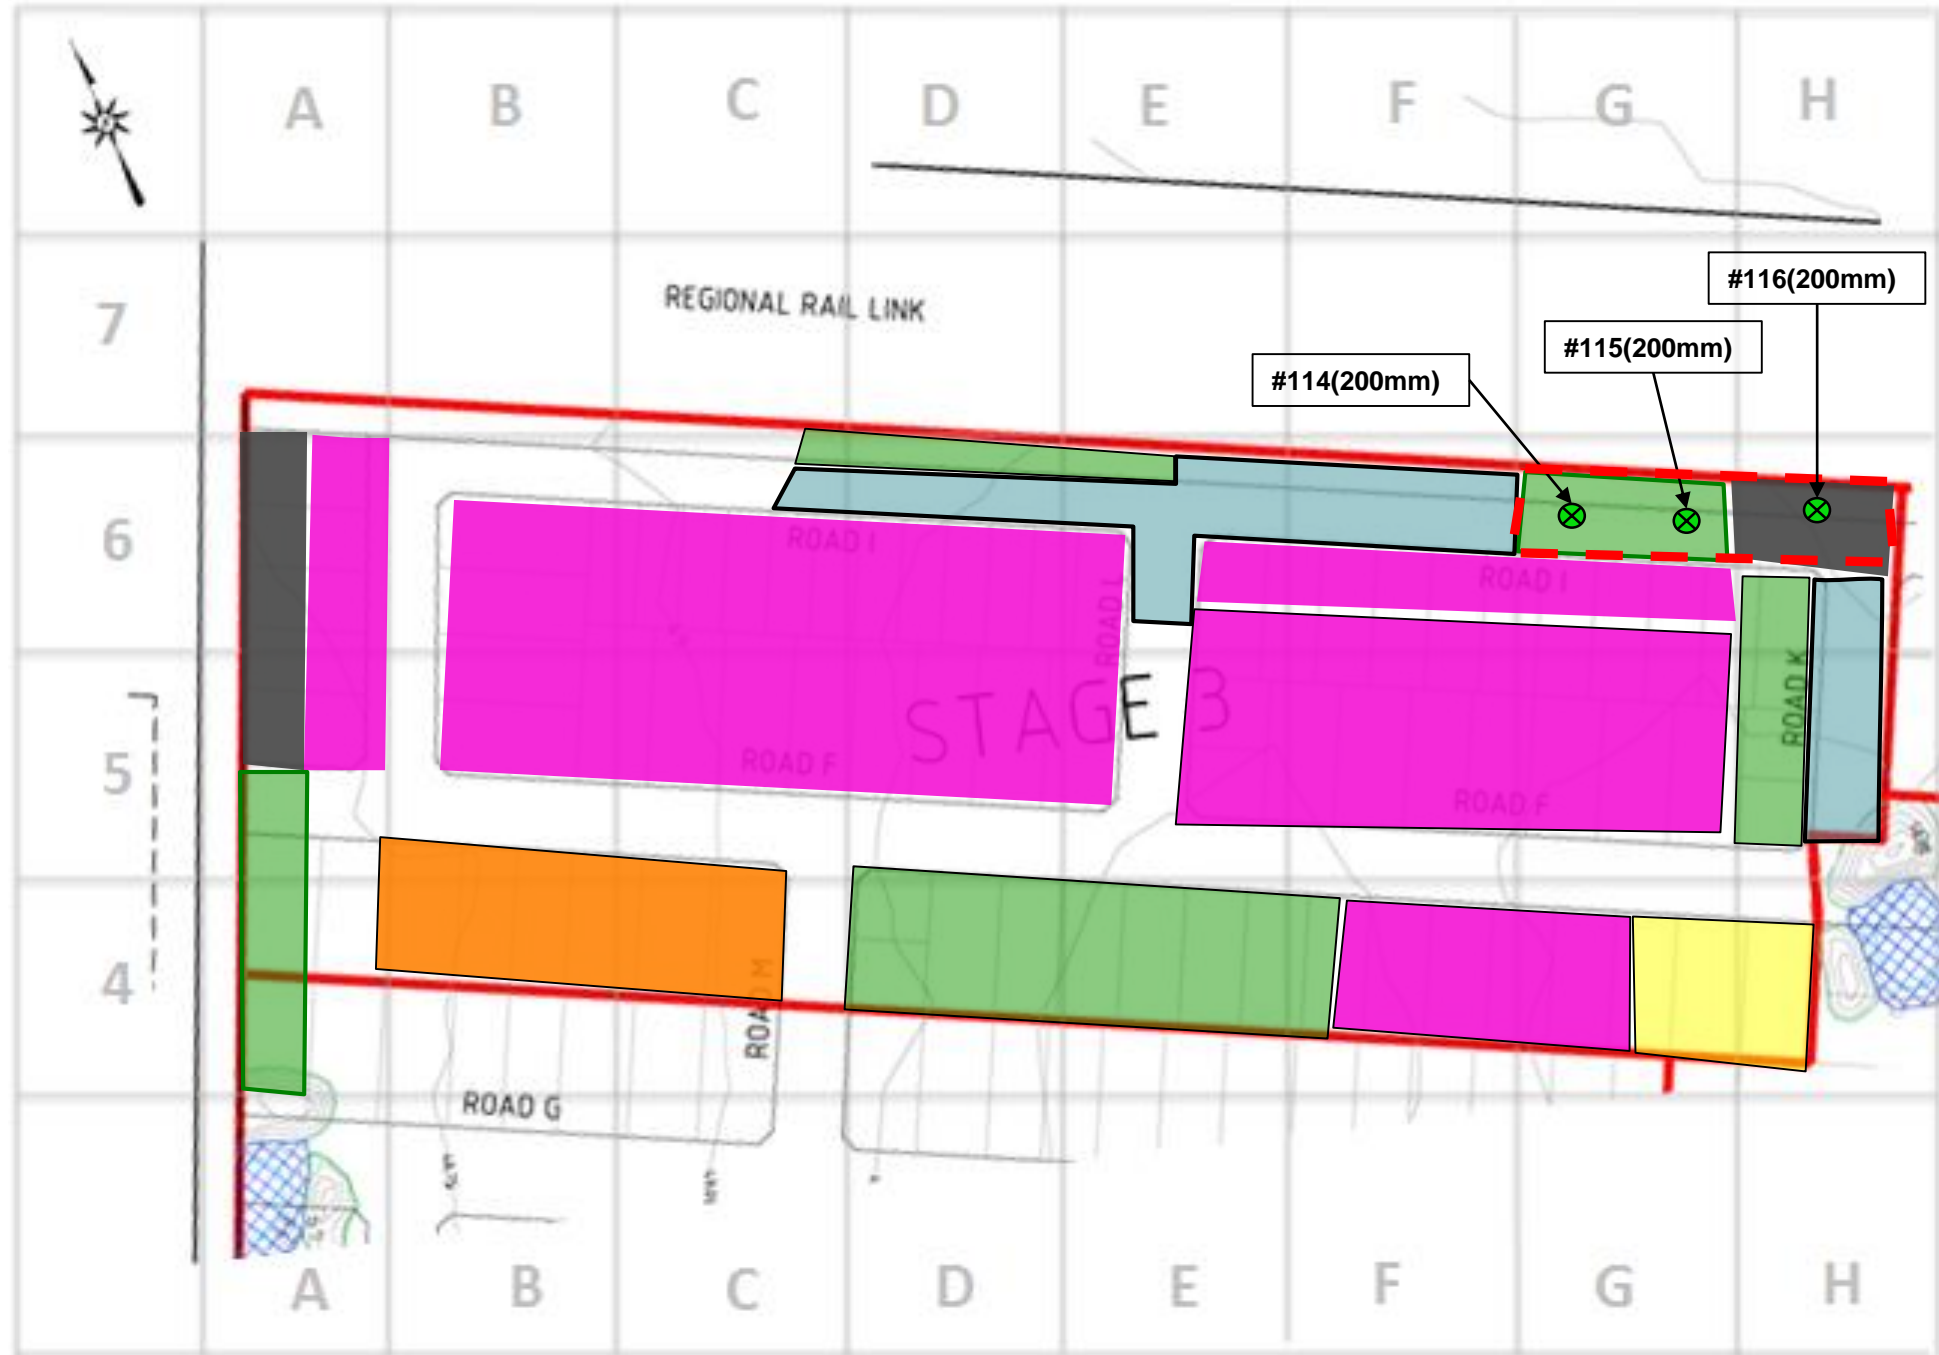 A B C D E F G H
7
REGIONAL RAIL LINK
#116(200mm)
#115(200mm)
#114(200mm)
6
ROAD I
ROAD I
ROAD L
ROAD K
STAGE 3
5
ROAD F
ROAD F
4
ROAD M
ROAD G
A B C D E F G H